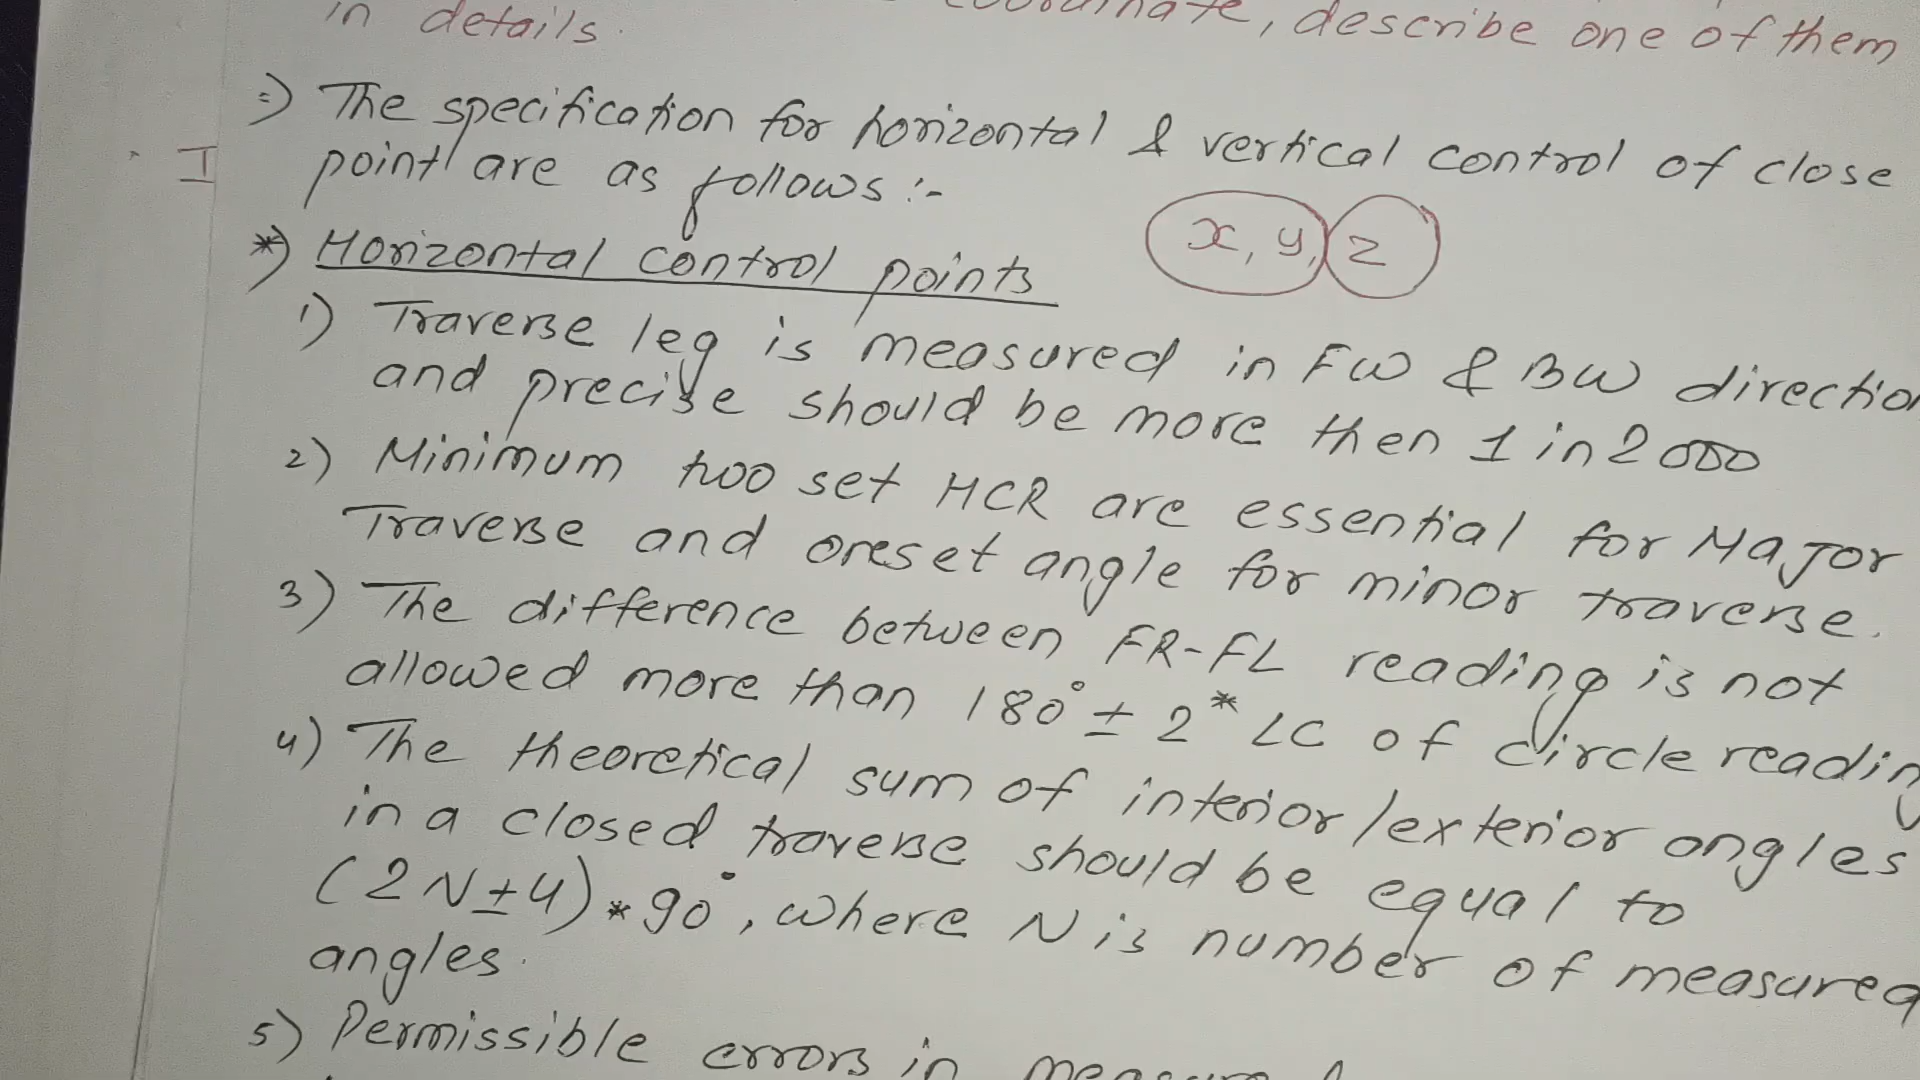 coordinate, describe one of them
in details.
=) The specification for horizontal & vertical control of close
I
point are as follows :-
x, y, z
*) Horizontal control points
1) Traverse leg is measured in FW & BW direction
and precise should be more then 1 in 2000
2) Minimum two set HCR are essential for Major
Traverse and one set angle for minor traverse.
3) The difference between FR-FL reading is not
allowed more than 180° ± 2 * LC of circle reading
4) The theoretical sum of interior/exterior angles
in a closed traverse should be equal to
(2N±4) * 90°, where N is number of measured
angles.
5) Permissible errors in